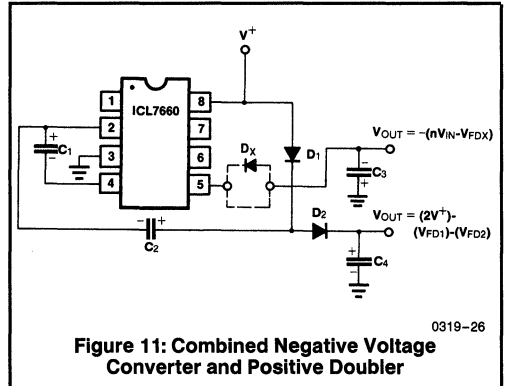 V+
ICL7660
1 8
2 7
3 6
4 5
+ C1 -
DX
D1
VOUT = -(nVIN-VFDX)
- C3 +
- + C2
D2
VOUT = (2V+)-
(VFD1)-(VFD2)
+ C4 -
0319-26
Figure 11: Combined Negative Voltage
Converter and Positive Doubler